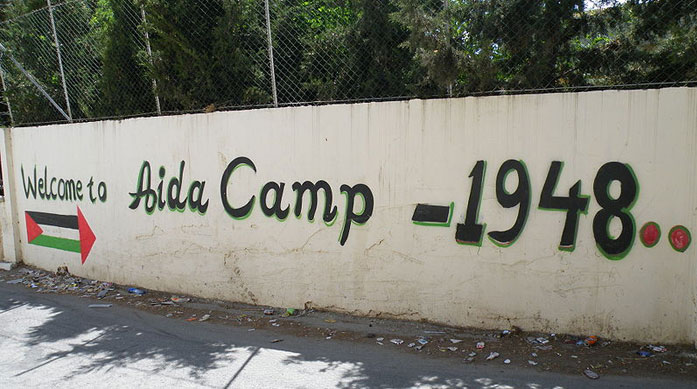 Welcome to Aida Camp - 1948..